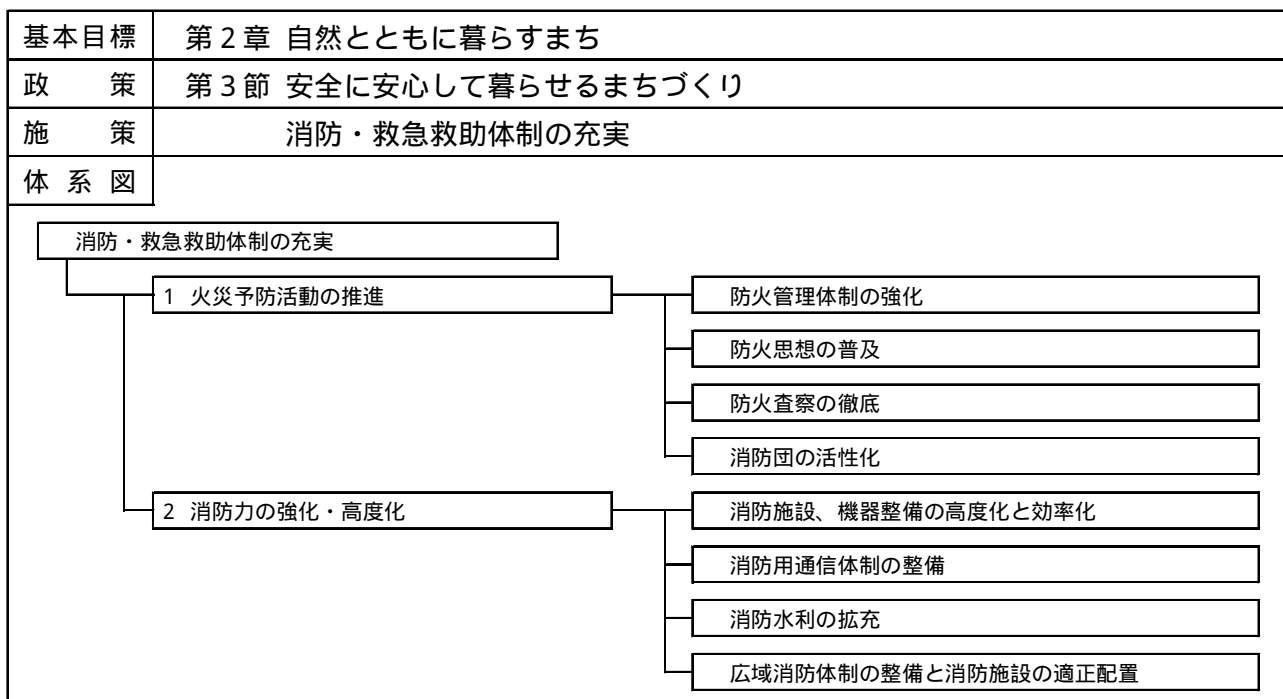 基本目標 第2章 自然とともに暮らすまち
政策 第3節 安全に安心して暮らせるまちづくり
施策 消防・救急救助体制の充実
体系図
消防・救急救助体制の充実
1 火災予防活動の推進 防火管理体制の強化
防火思想の普及
防火査察の徹底
消防団の活性化
2 消防力の強化・高度化 消防施設、機器整備の高度化と効率化
消防用通信体制の整備
消防水利の拡充
広域消防体制の整備と消防施設の適正配置